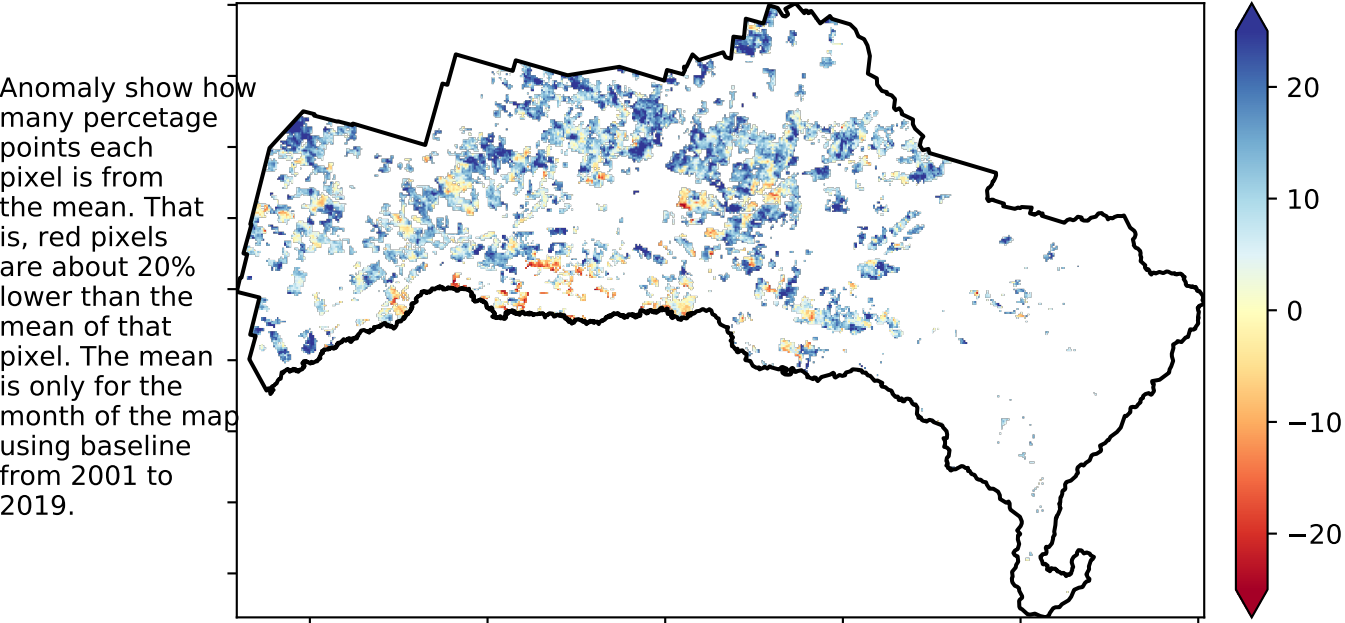 Anomaly show how
many percetage
points each
pixel is from
the mean. That
is, red pixels
are about 20%
lower than the
mean of that
pixel. The mean
is only for the
month of the map
using baseline
from 2001 to
2019.
20
10
0
−10
−20